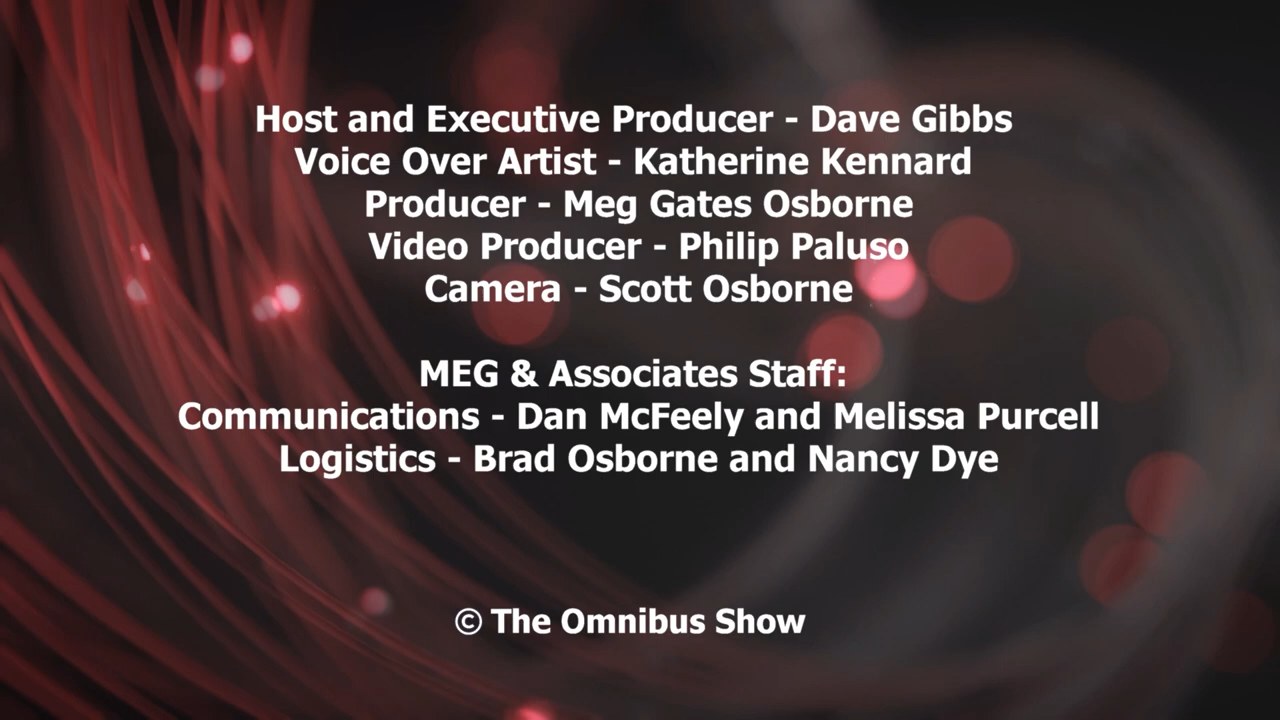 Host and Executive Producer - Dave Gibbs
Voice Over Artist - Katherine Kennard
Producer - Meg Gates Osborne
Video Producer - Philip Paluso
Camera - Scott Osborne
MEG & Associates Staff:
Communications - Dan McFeely and Melissa Purcell
Logistics - Brad Osborne and Nancy Dye
© The Omnibus Show